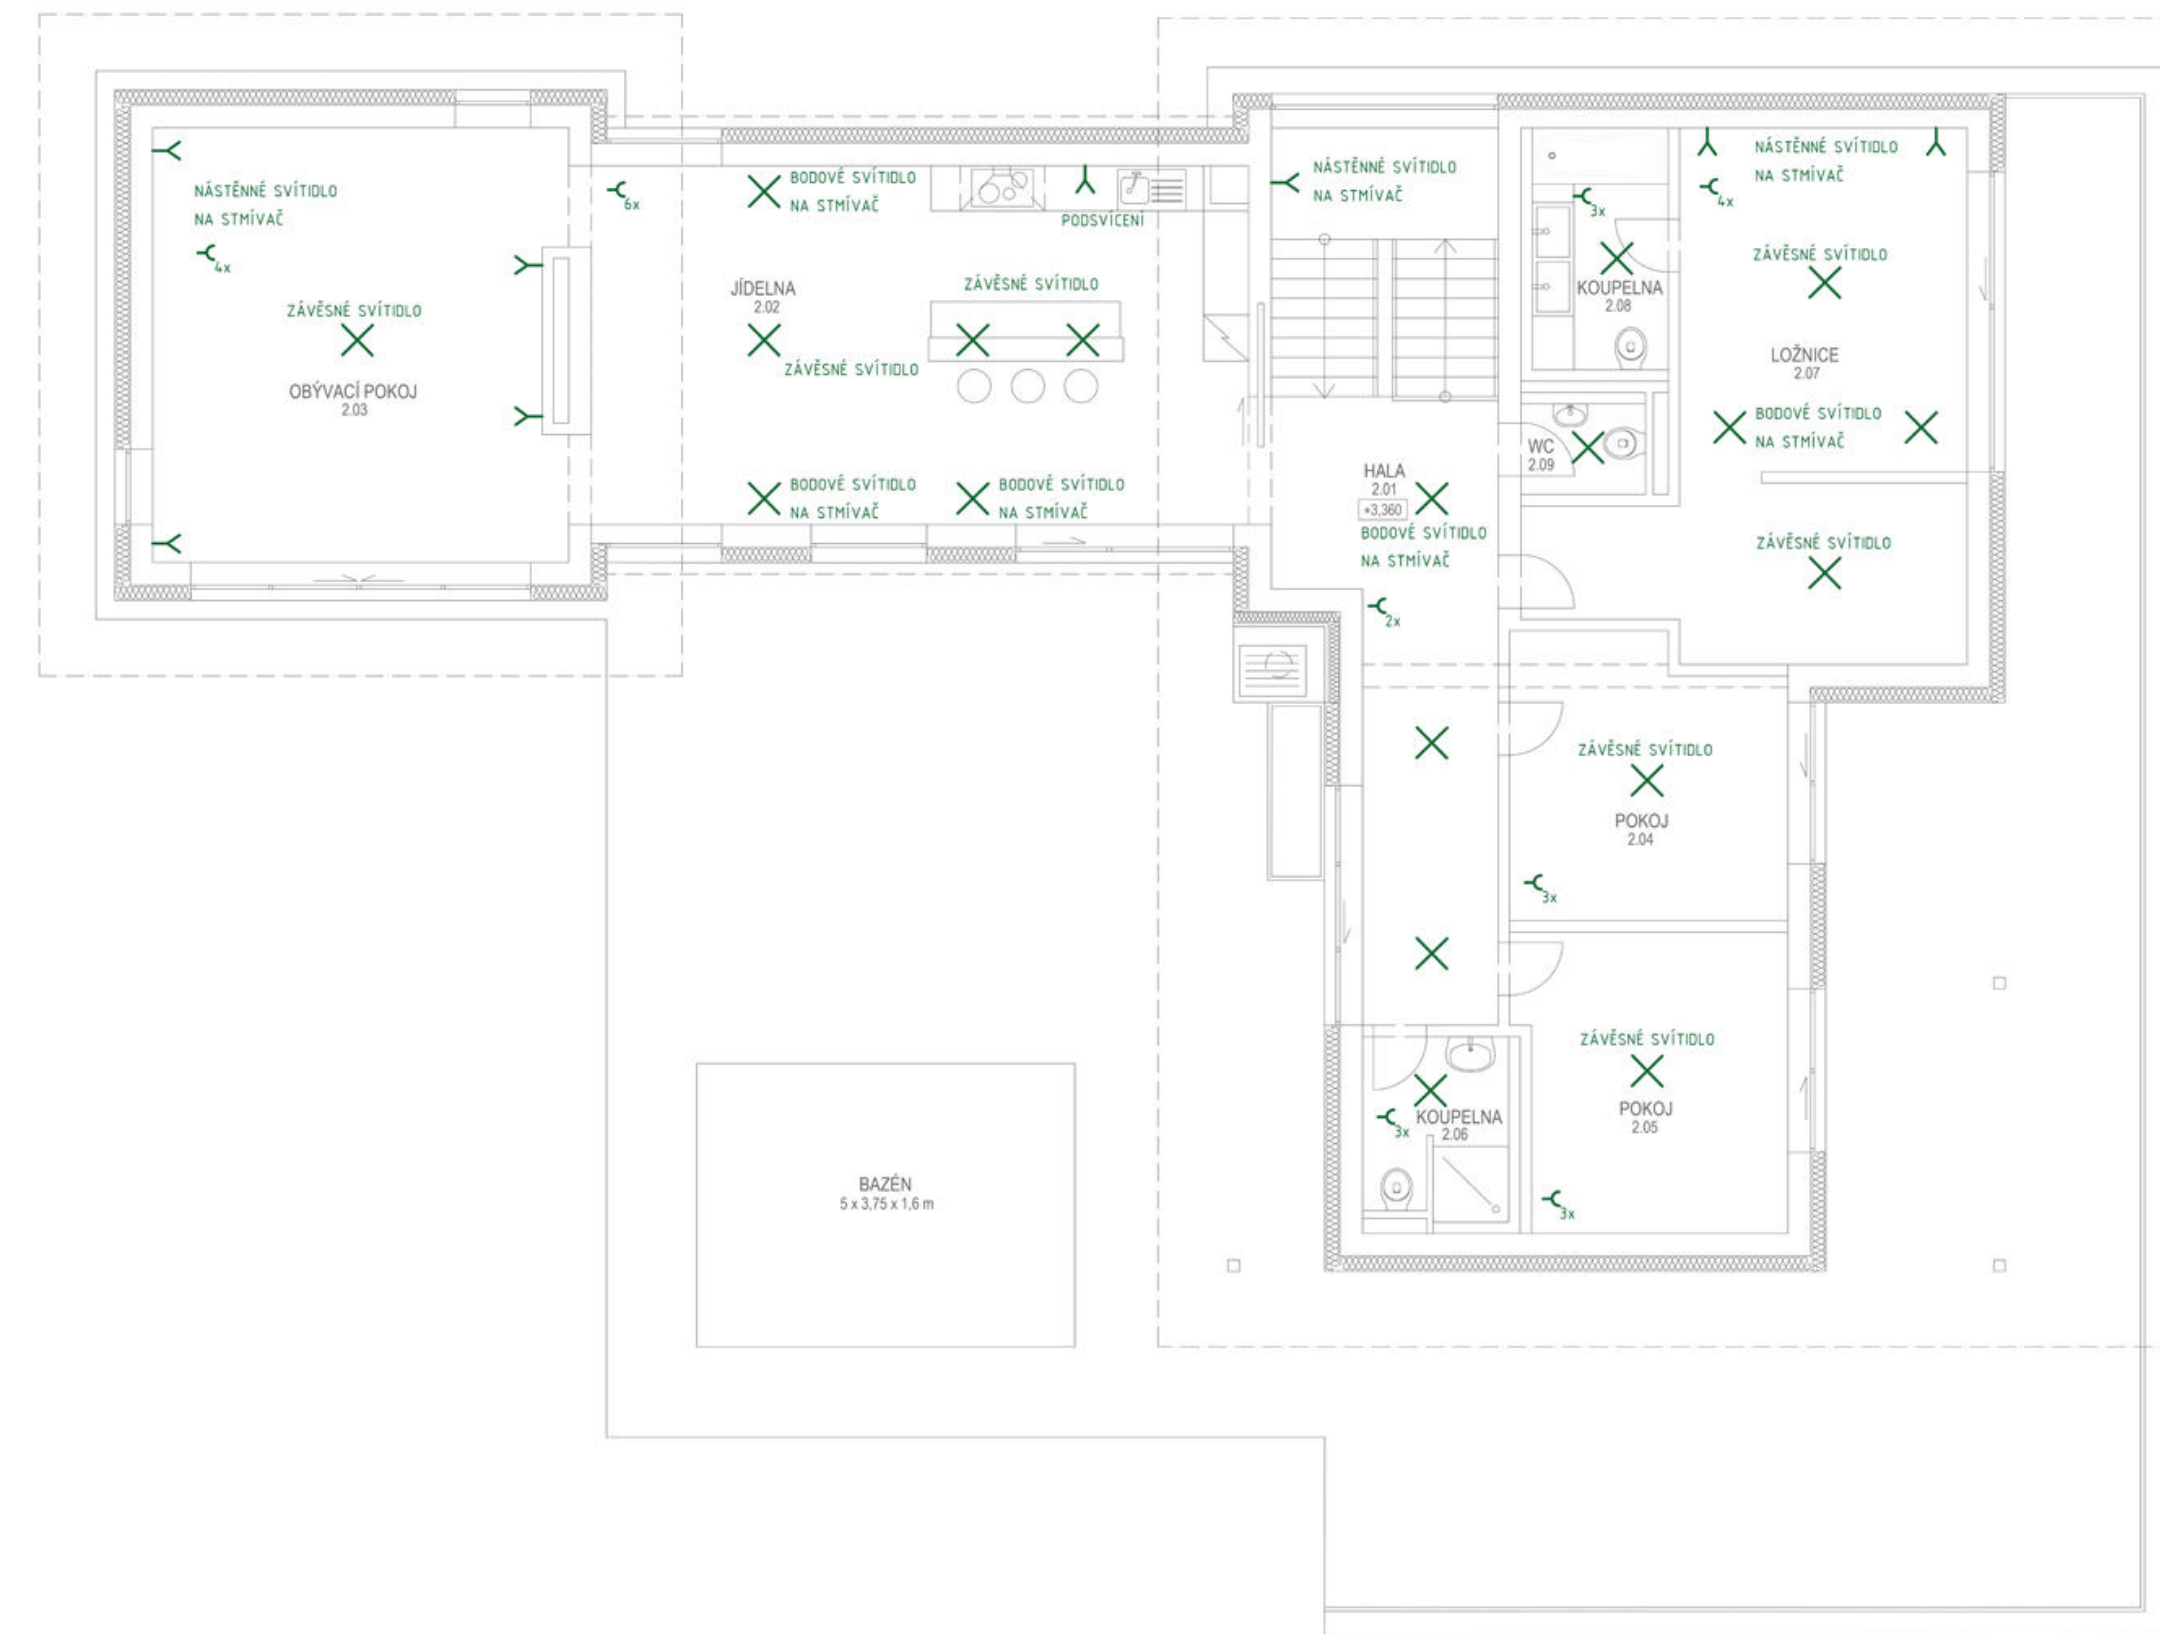 NÁSTĚNNÉ SVÍTIDLO
NA STMÍVAČ
4x
ZÁVĚSNÉ SVÍTIDLO
OBÝVACÍ POKOJ
2.03
6x
BODOVÉ SVÍTIDLO
NA STMÍVAČ
PODSVÍCENÍ
JÍDELNA
2.02
ZÁVĚSNÉ SVÍTIDLO
ZÁVĚSNÉ SVÍTIDLO
BODOVÉ SVÍTIDLO
NA STMÍVAČ
BODOVÉ SVÍTIDLO
NA STMÍVAČ
NÁSTĚNNÉ SVÍTIDLO
NA STMÍVAČ
HALA
2.01
+3,360
BODOVÉ SVÍTIDLO
NA STMÍVAČ
2x
3x
KOUPELNA
2.08
WC
2.09
NÁSTĚNNÉ SVÍTIDLO
NA STMÍVAČ
4x
ZÁVĚSNÉ SVÍTIDLO
LOŽNICE
2.07
BODOVÉ SVÍTIDLO
NA STMÍVAČ
ZÁVĚSNÉ SVÍTIDLO
ZÁVĚSNÉ SVÍTIDLO
POKOJ
2.04
3x
ZÁVĚSNÉ SVÍTIDLO
POKOJ
2.05
3x
KOUPELNA
2.06
3x
BAZÉN
5 x 3,75 x 1,6 m